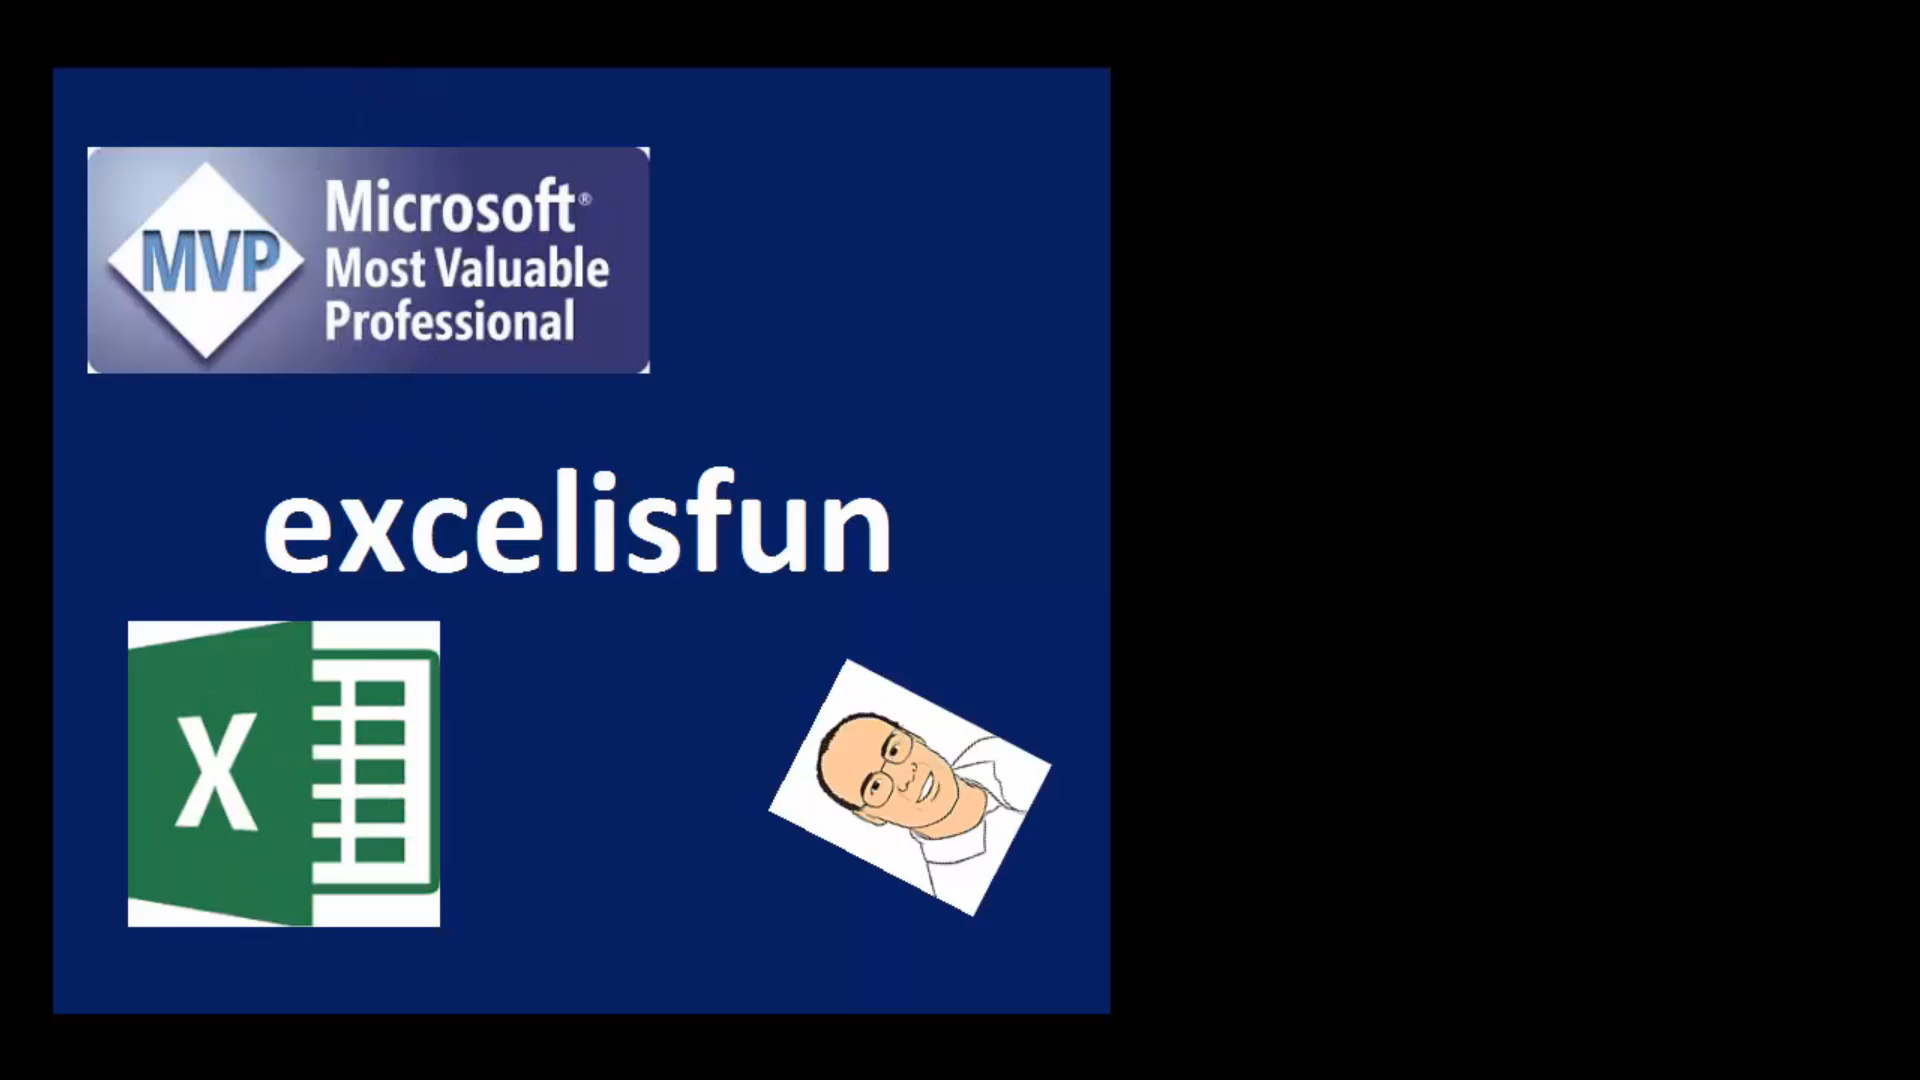 MVP
Microsoft®
Most Valuable
Professional
excelisfun
X